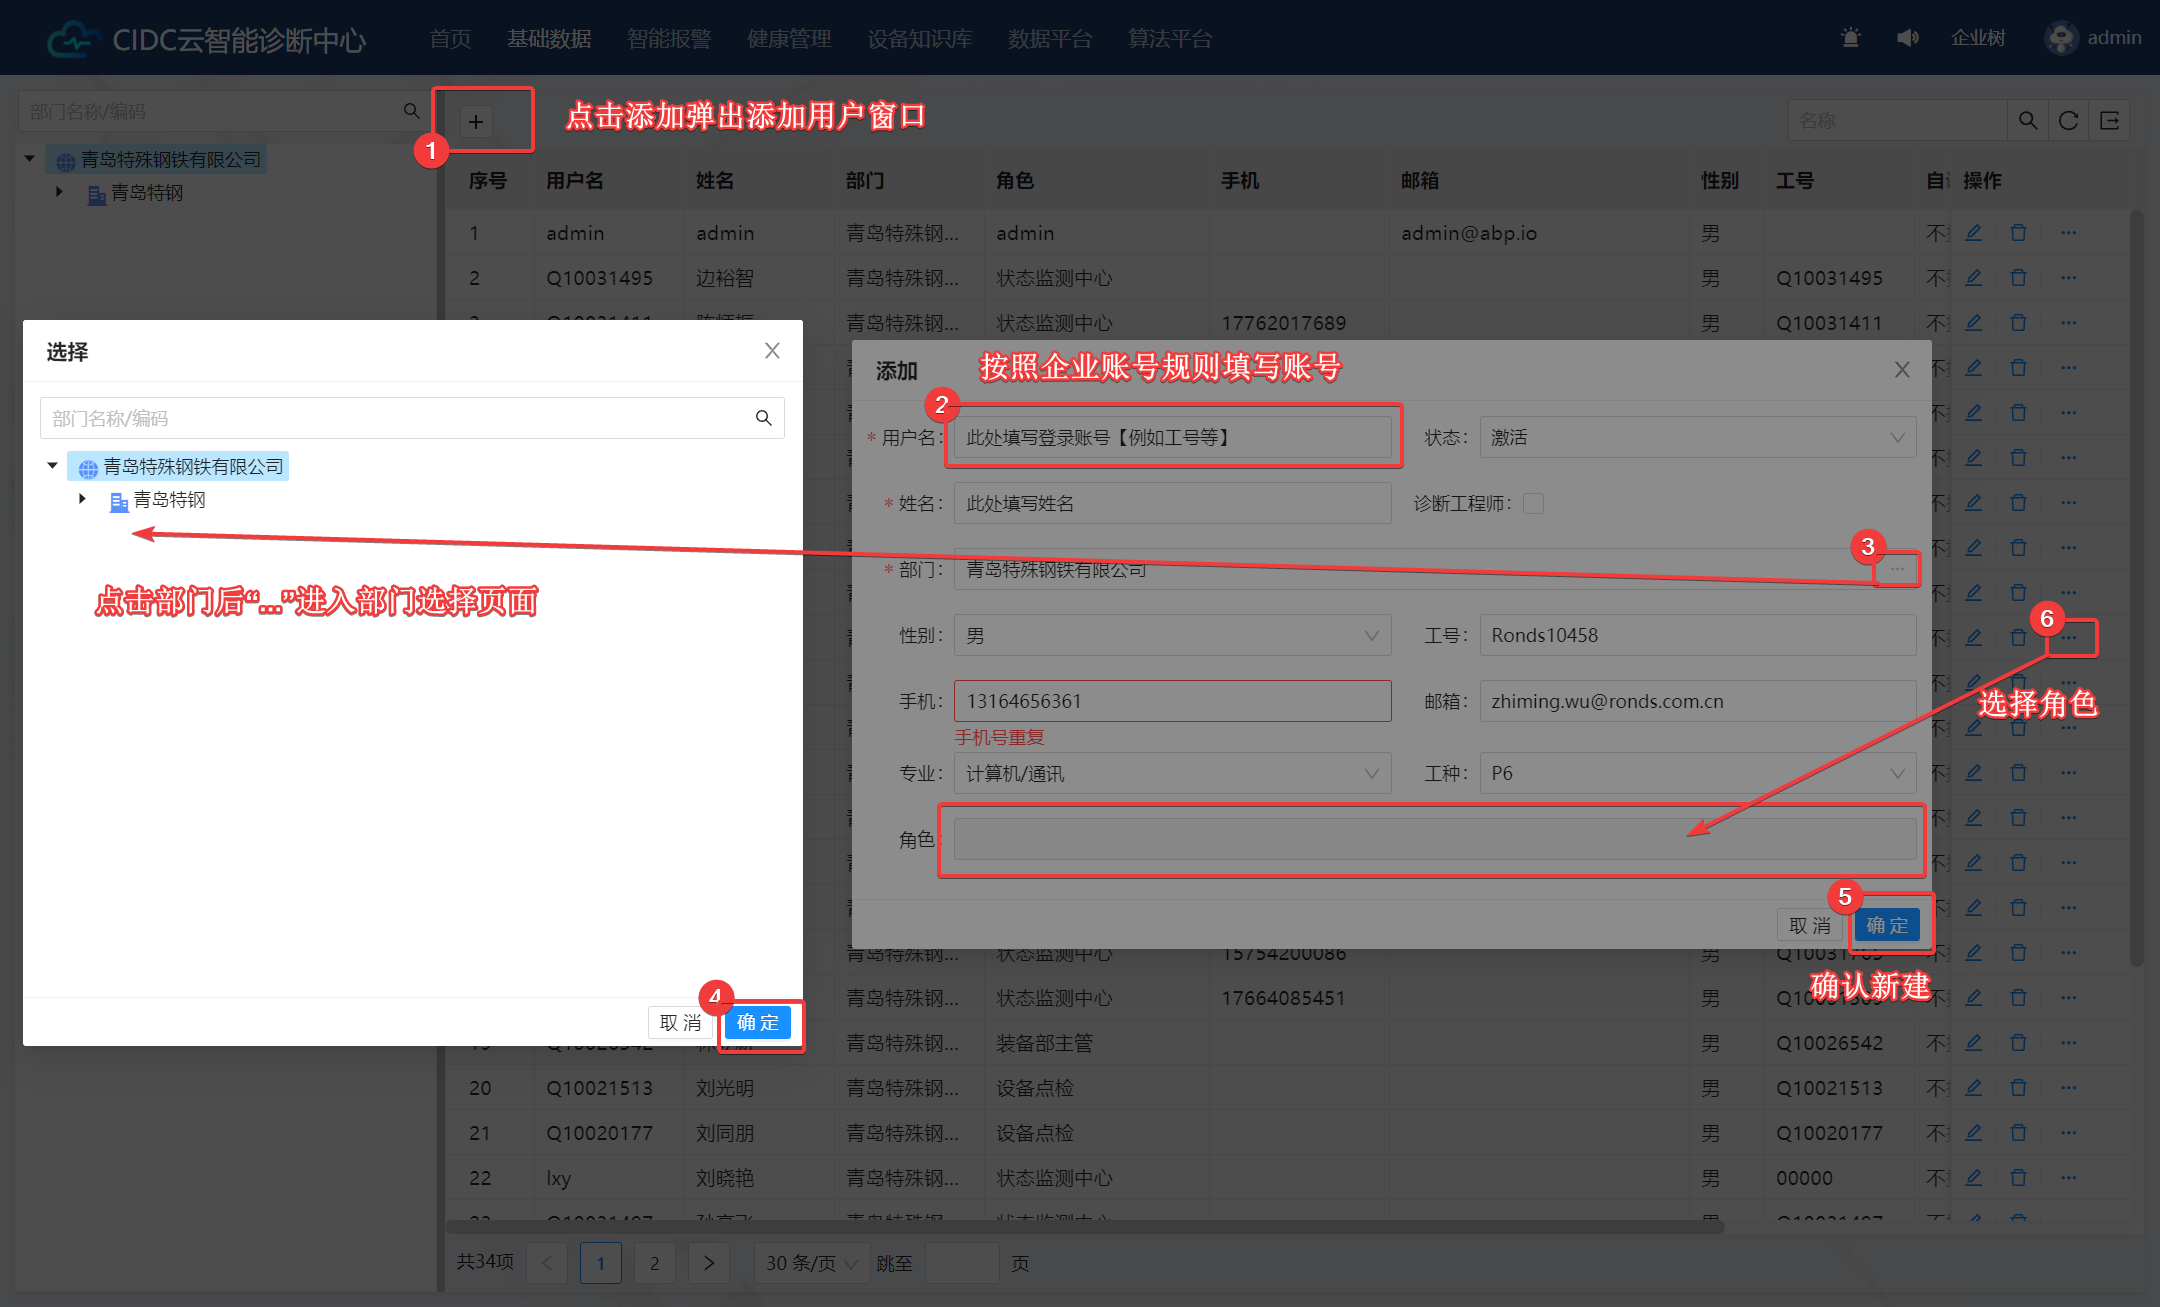 CIDC云智能诊断中心 首页 基础数据 智能报警 健康管理 设备知识库 数据平台 算法平台 企业树 admin
部门名称/编码
1
点击添加弹出添加用户窗口
名称
青岛特殊钢铁有限公司
青岛特钢
序号 用户名 姓名 部门 角色 手机 邮箱 性别 工号 操作
1 admin admin 青岛特殊钢... admin admin@abp.io 男
2 Q10031495 边裕智 青岛特殊钢... 状态监测中心 男 Q10031495
青岛特殊钢... 状态监测中心 17762017689 男 Q10031411
选择
部门名称/编码
青岛特殊钢铁有限公司
青岛特钢
点击部门后“...”进入部门选择页面
4
取 消 确 定
添加
按照企业账号规则填写账号
2
* 用户名: 此处填写登录账号【例如工号等】 状态: 激活
* 姓名: 此处填写姓名 诊断工程师:
3
* 部门: 青岛特殊钢铁有限公司 ...
性别: 男 工号: Ronds10458
6
选择角色
手机: 13164656361 邮箱: zhiming.wu@ronds.com.cn
手机号重复
专业: 计算机/通讯 工种: P6
角色:
5
取 消 确 定
确认新建
青岛特殊钢... 状态监测中心 15754200086 男
青岛特殊钢... 状态监测中心 17664085451 男
青岛特殊钢... 装备部主管 男 Q10026542
20 Q10021513 刘光明 青岛特殊钢... 设备点检 男 Q10021513
21 Q10020177 刘同朋 青岛特殊钢... 设备点检 男 Q10020177
22 lxy 刘晓艳 青岛特殊钢... 状态监测中心 男 00000
共34项 < 1 2 > 30 条/页 跳至 页